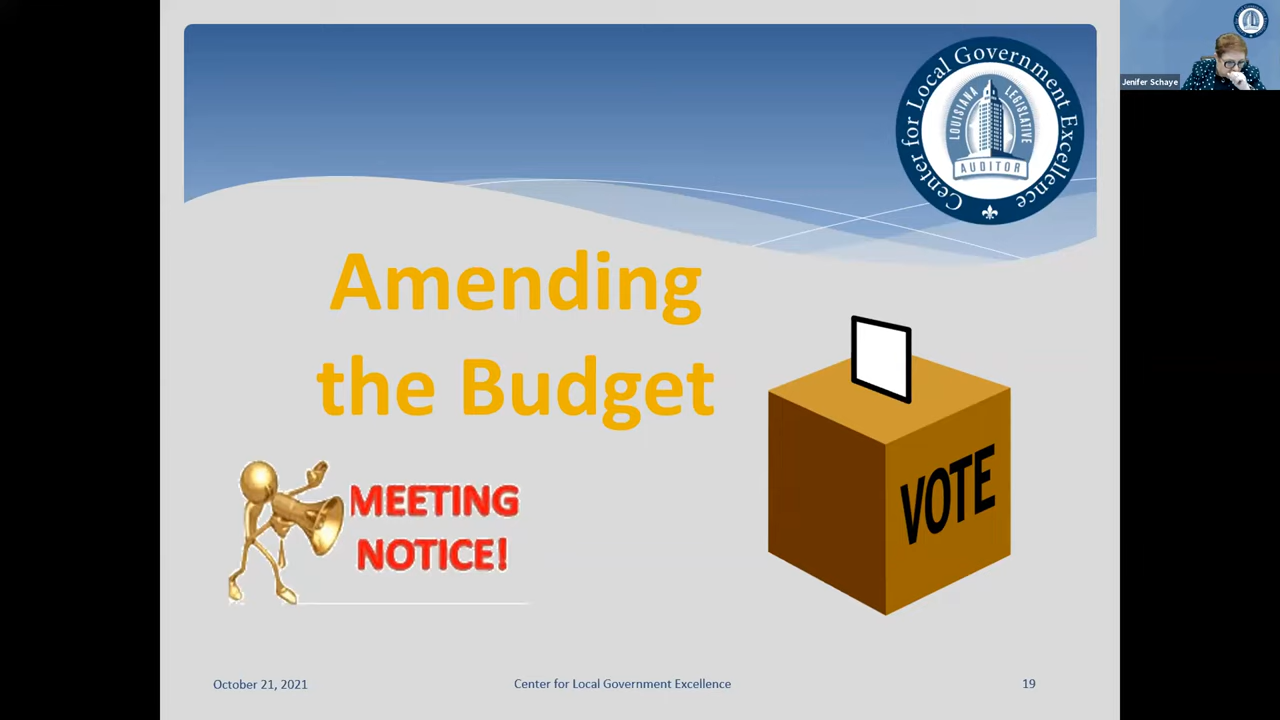 Center for Local Government Excellence
LOUISIANA LEGISLATIVE
AUDITOR
Jenifer Schaye
Amending
the Budget
MEETING
NOTICE!
VOTE
October 21, 2021
Center for Local Government Excellence
19